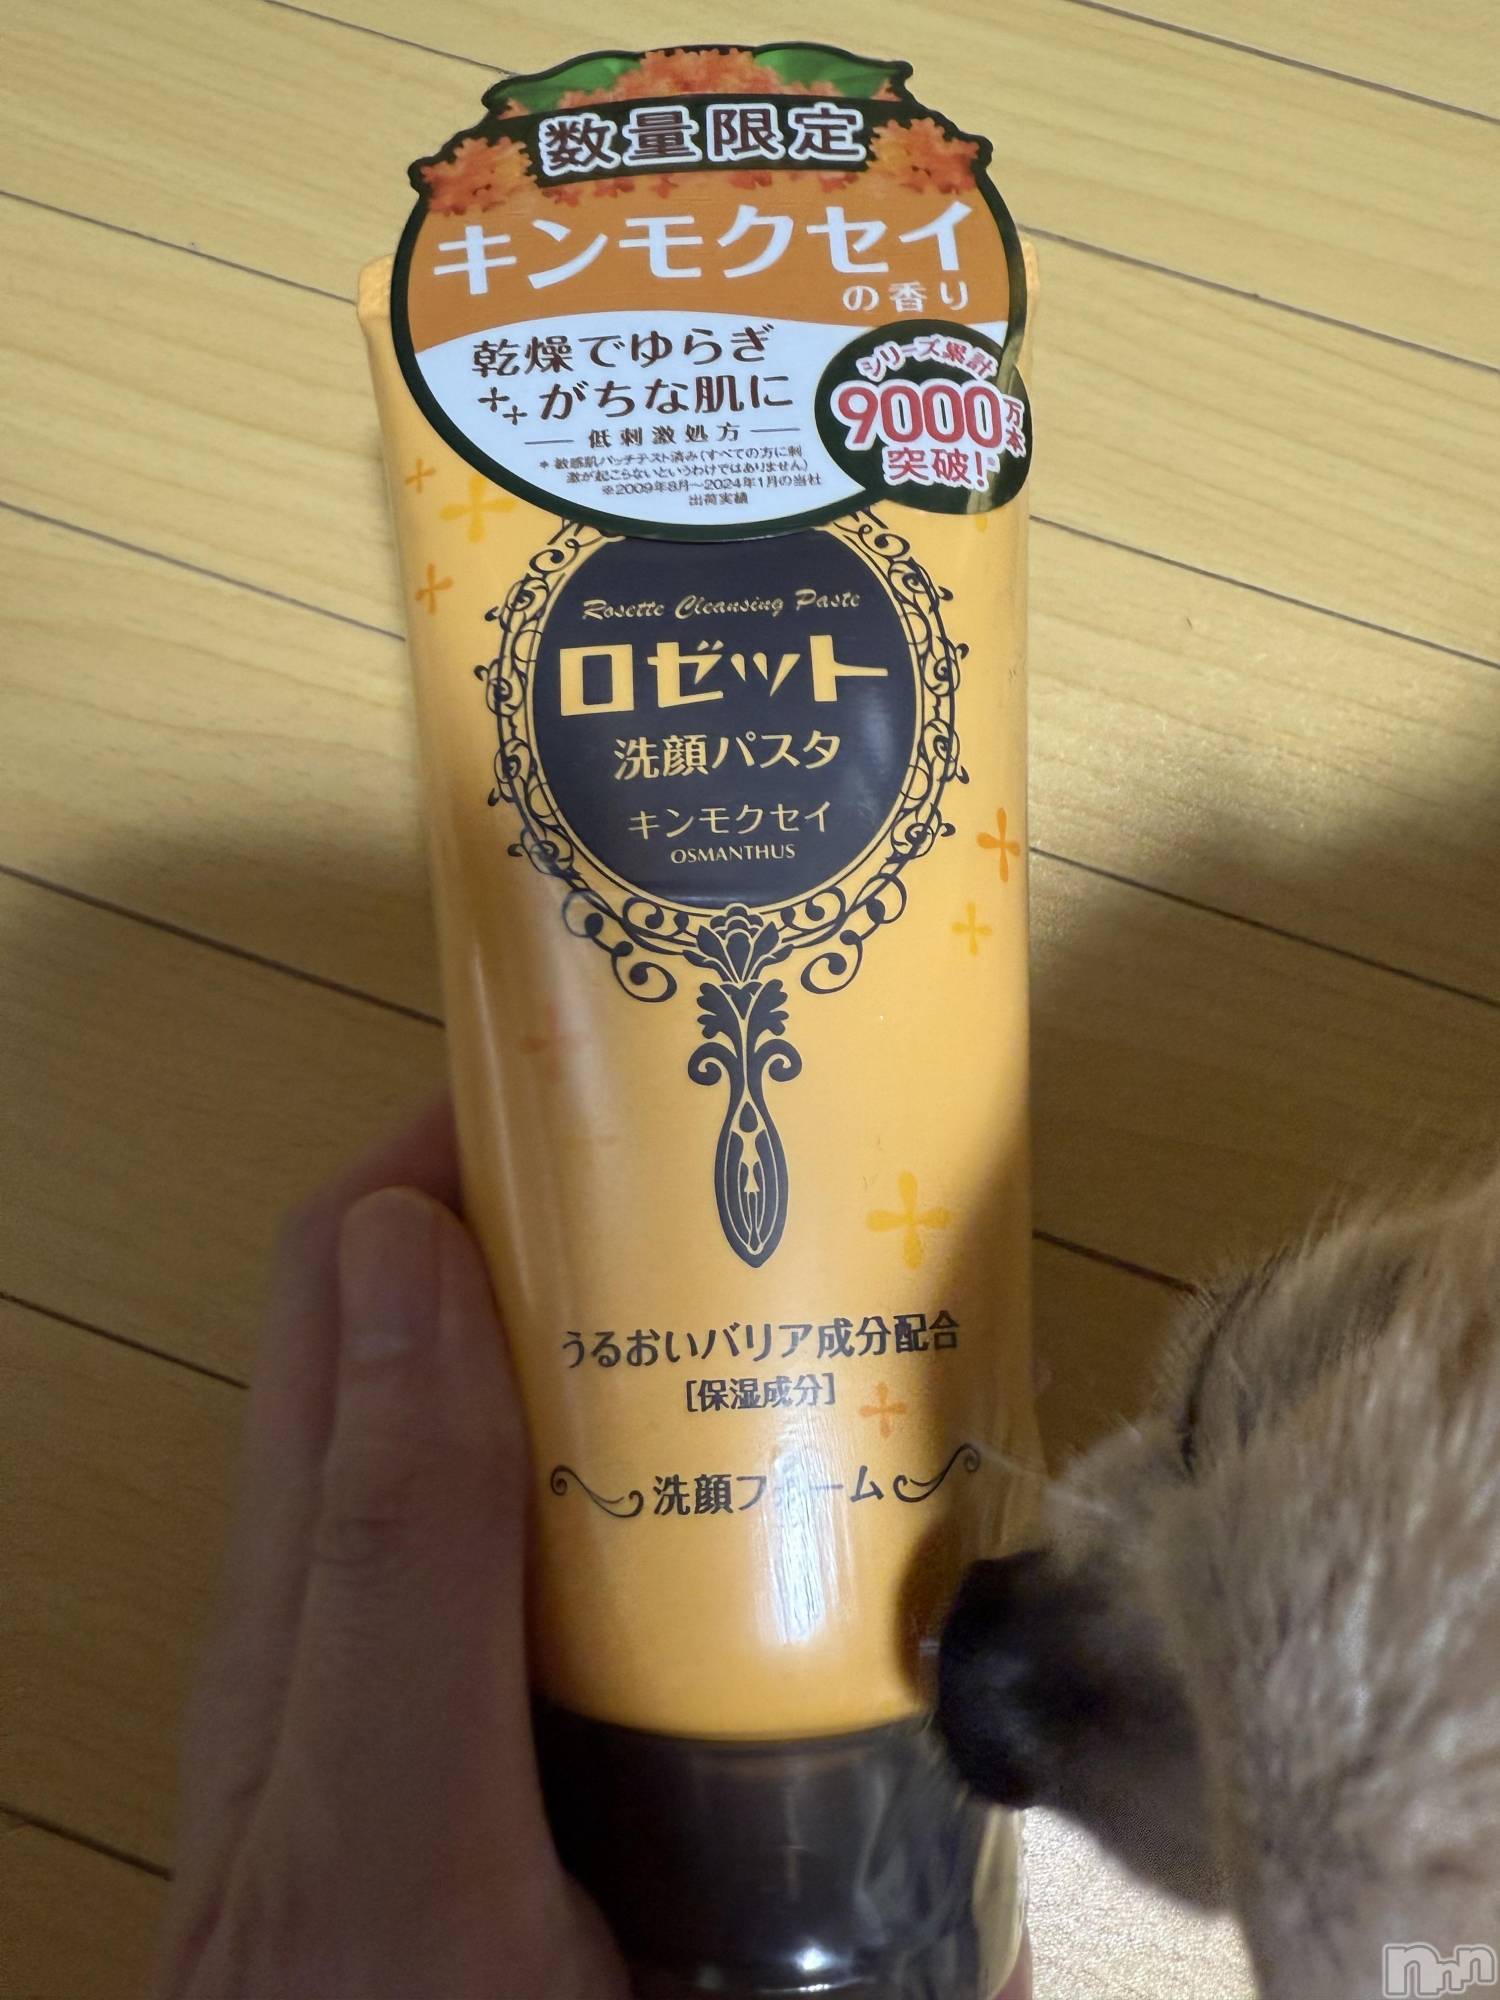 数量限定
キンモクセイ
の香り
乾燥でゆらぎ
がちな肌に
低刺激処方
* 敏感肌パッチテスト済み(すべての方に刺
激が起こらないというわけではありません)
※2009年8月〜2024年1月の当社
出荷実績
シリーズ累計
9000万本
突破!※
Rosette Cleansing Paste
ロゼット
洗顔パスタ
キンモクセイ
OSMANTHUS
うるおいバリア成分配合
[保湿成分]
洗顔フォーム
nnn